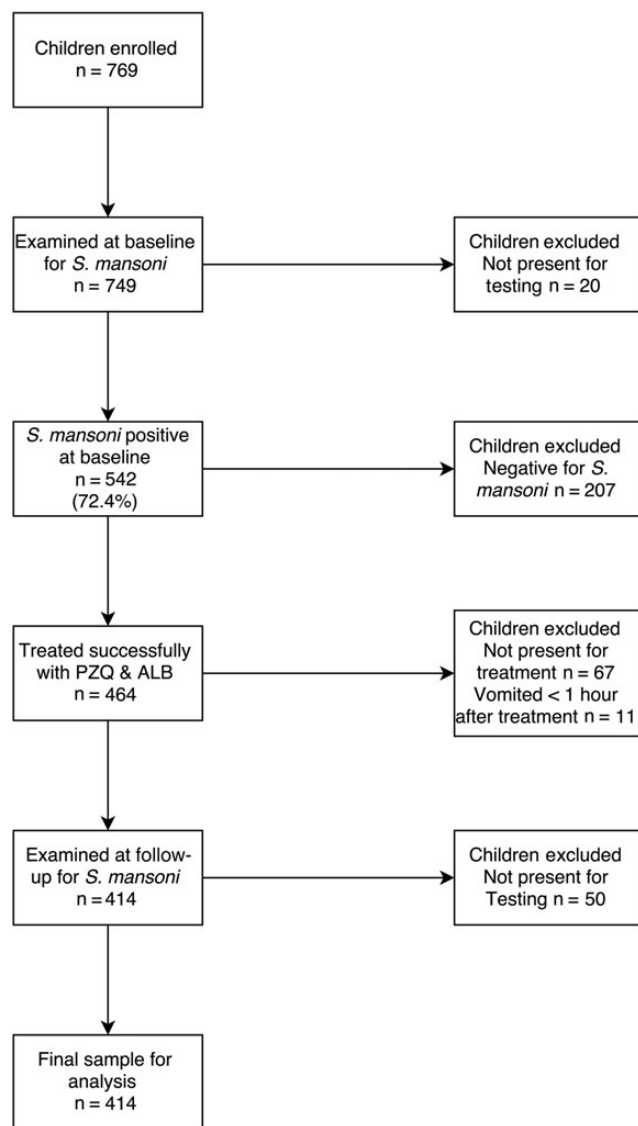 Children enrolled
n = 769
Examined at baseline
for S. mansoni
n = 749
Children excluded
Not present for
testing n = 20
S. mansoni positive
at baseline
n = 542
(72.4%)
Children excluded
Negative for S.
mansoni n = 207
Treated successfully
with PZQ & ALB
n = 464
Children excluded
Not present for
treatment n = 67
Vomited < 1 hour
after treatment n = 11
Examined at follow-
up for S. mansoni
n = 414
Children excluded
Not present for
Testing n = 50
Final sample for
analysis
n = 414